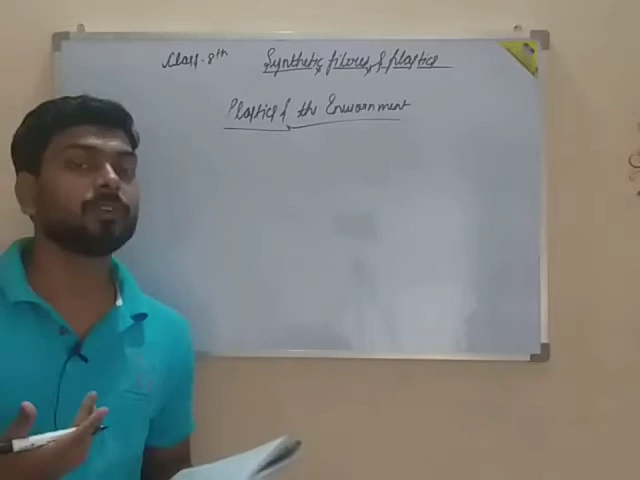 Class-8th
Synthetic fibres & plastics
Plastics & the Environment